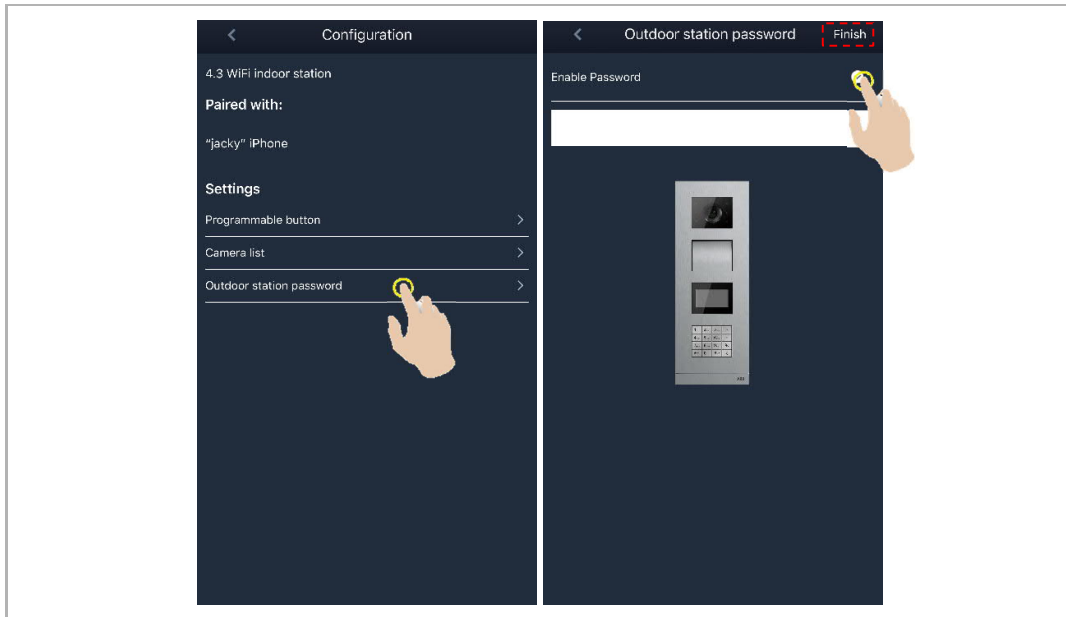 Configuration
4.3 WiFi indoor station
Paired with:
“jacky” iPhone
Settings
Programmable button
Camera list
Outdoor station password
Outdoor station password
Finish
Enable Password